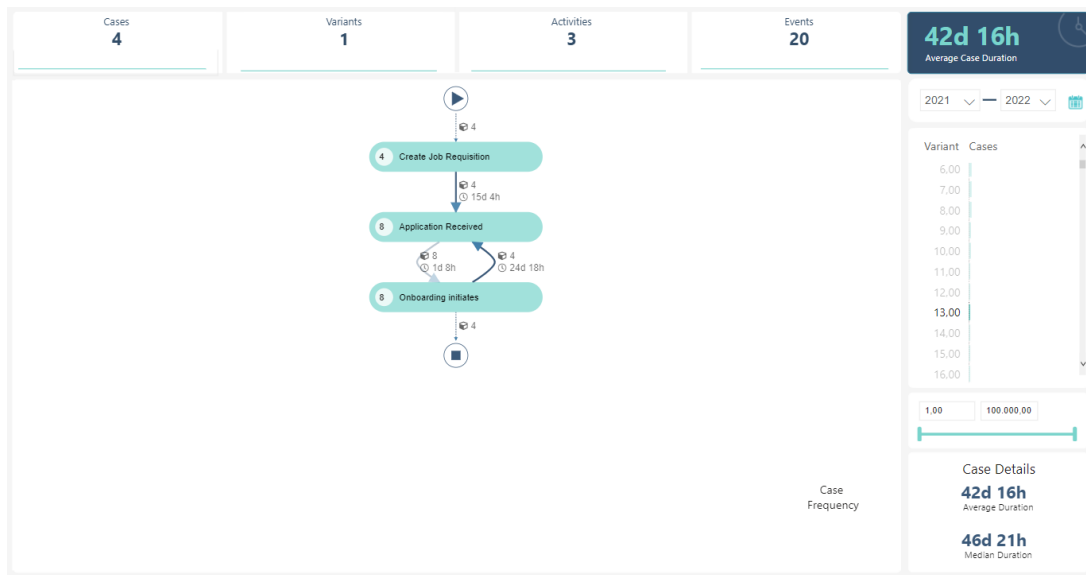 Cases
4
Variants
1
Activities
3
Events
20
42d 16h
Average Case Duration
2021
2022
4
4 Create Job Requisition
4
15d 4h
8 Application Received
8
1d 8h
4
24d 18h
8 Onboarding initiates
4
Case
Frequency
Variant Cases
6,00
7,00
8,00
9,00
10,00
11,00
12,00
13,00
14,00
15,00
16,00
1,00
100.000,00
Case Details
42d 16h
Average Duration
46d 21h
Median Duration